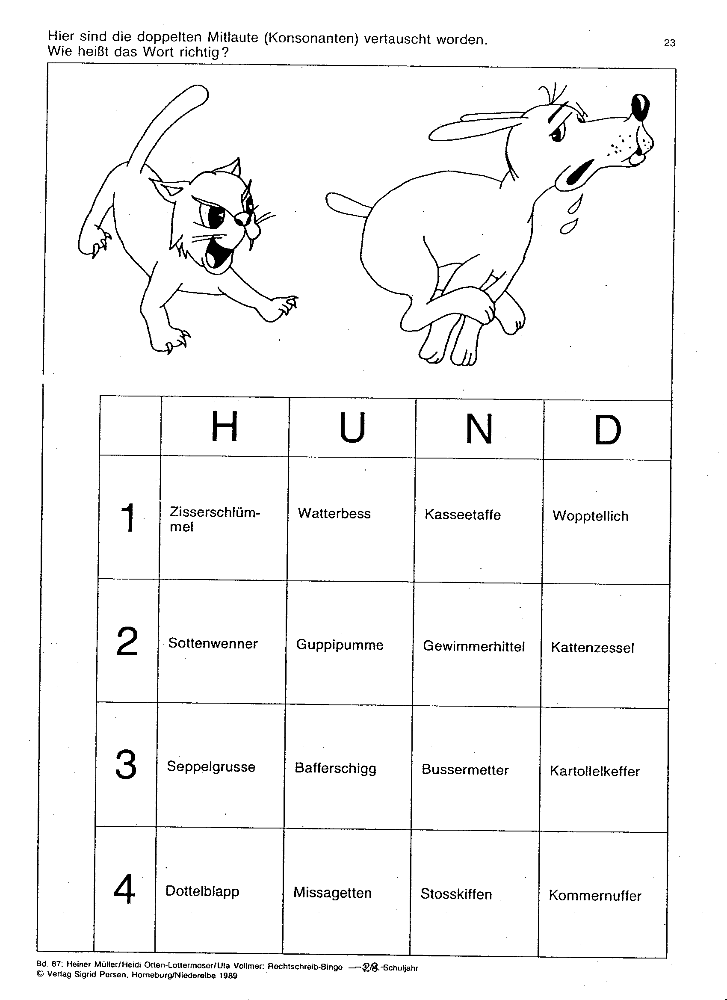 Hier sind die doppelten Mitlaute (Konsonanten) vertauscht worden.
23
Wie heißt das Wort richtig?
H U N D
1 Zisserschlüm-
mel
Watterbess
Kasseetaffe
Wopptellich
2 Sottenwenner Guppipumme Gewimmerhittel Kattenzessel
3 Seppelgrusse Bafferschigg Bussermetter Kartollelkeffer
4 Dottelblapp Missagetten Stosskiffen Kommernuffer
Bd. 87: Heiner Müller/Heidi Otten-Lottermoser/Ula Vollmer: Rechtschreib-Bingo — Schuljahr
© Verlag Sigrid Persen, Horneburg/Niederelbe 1989